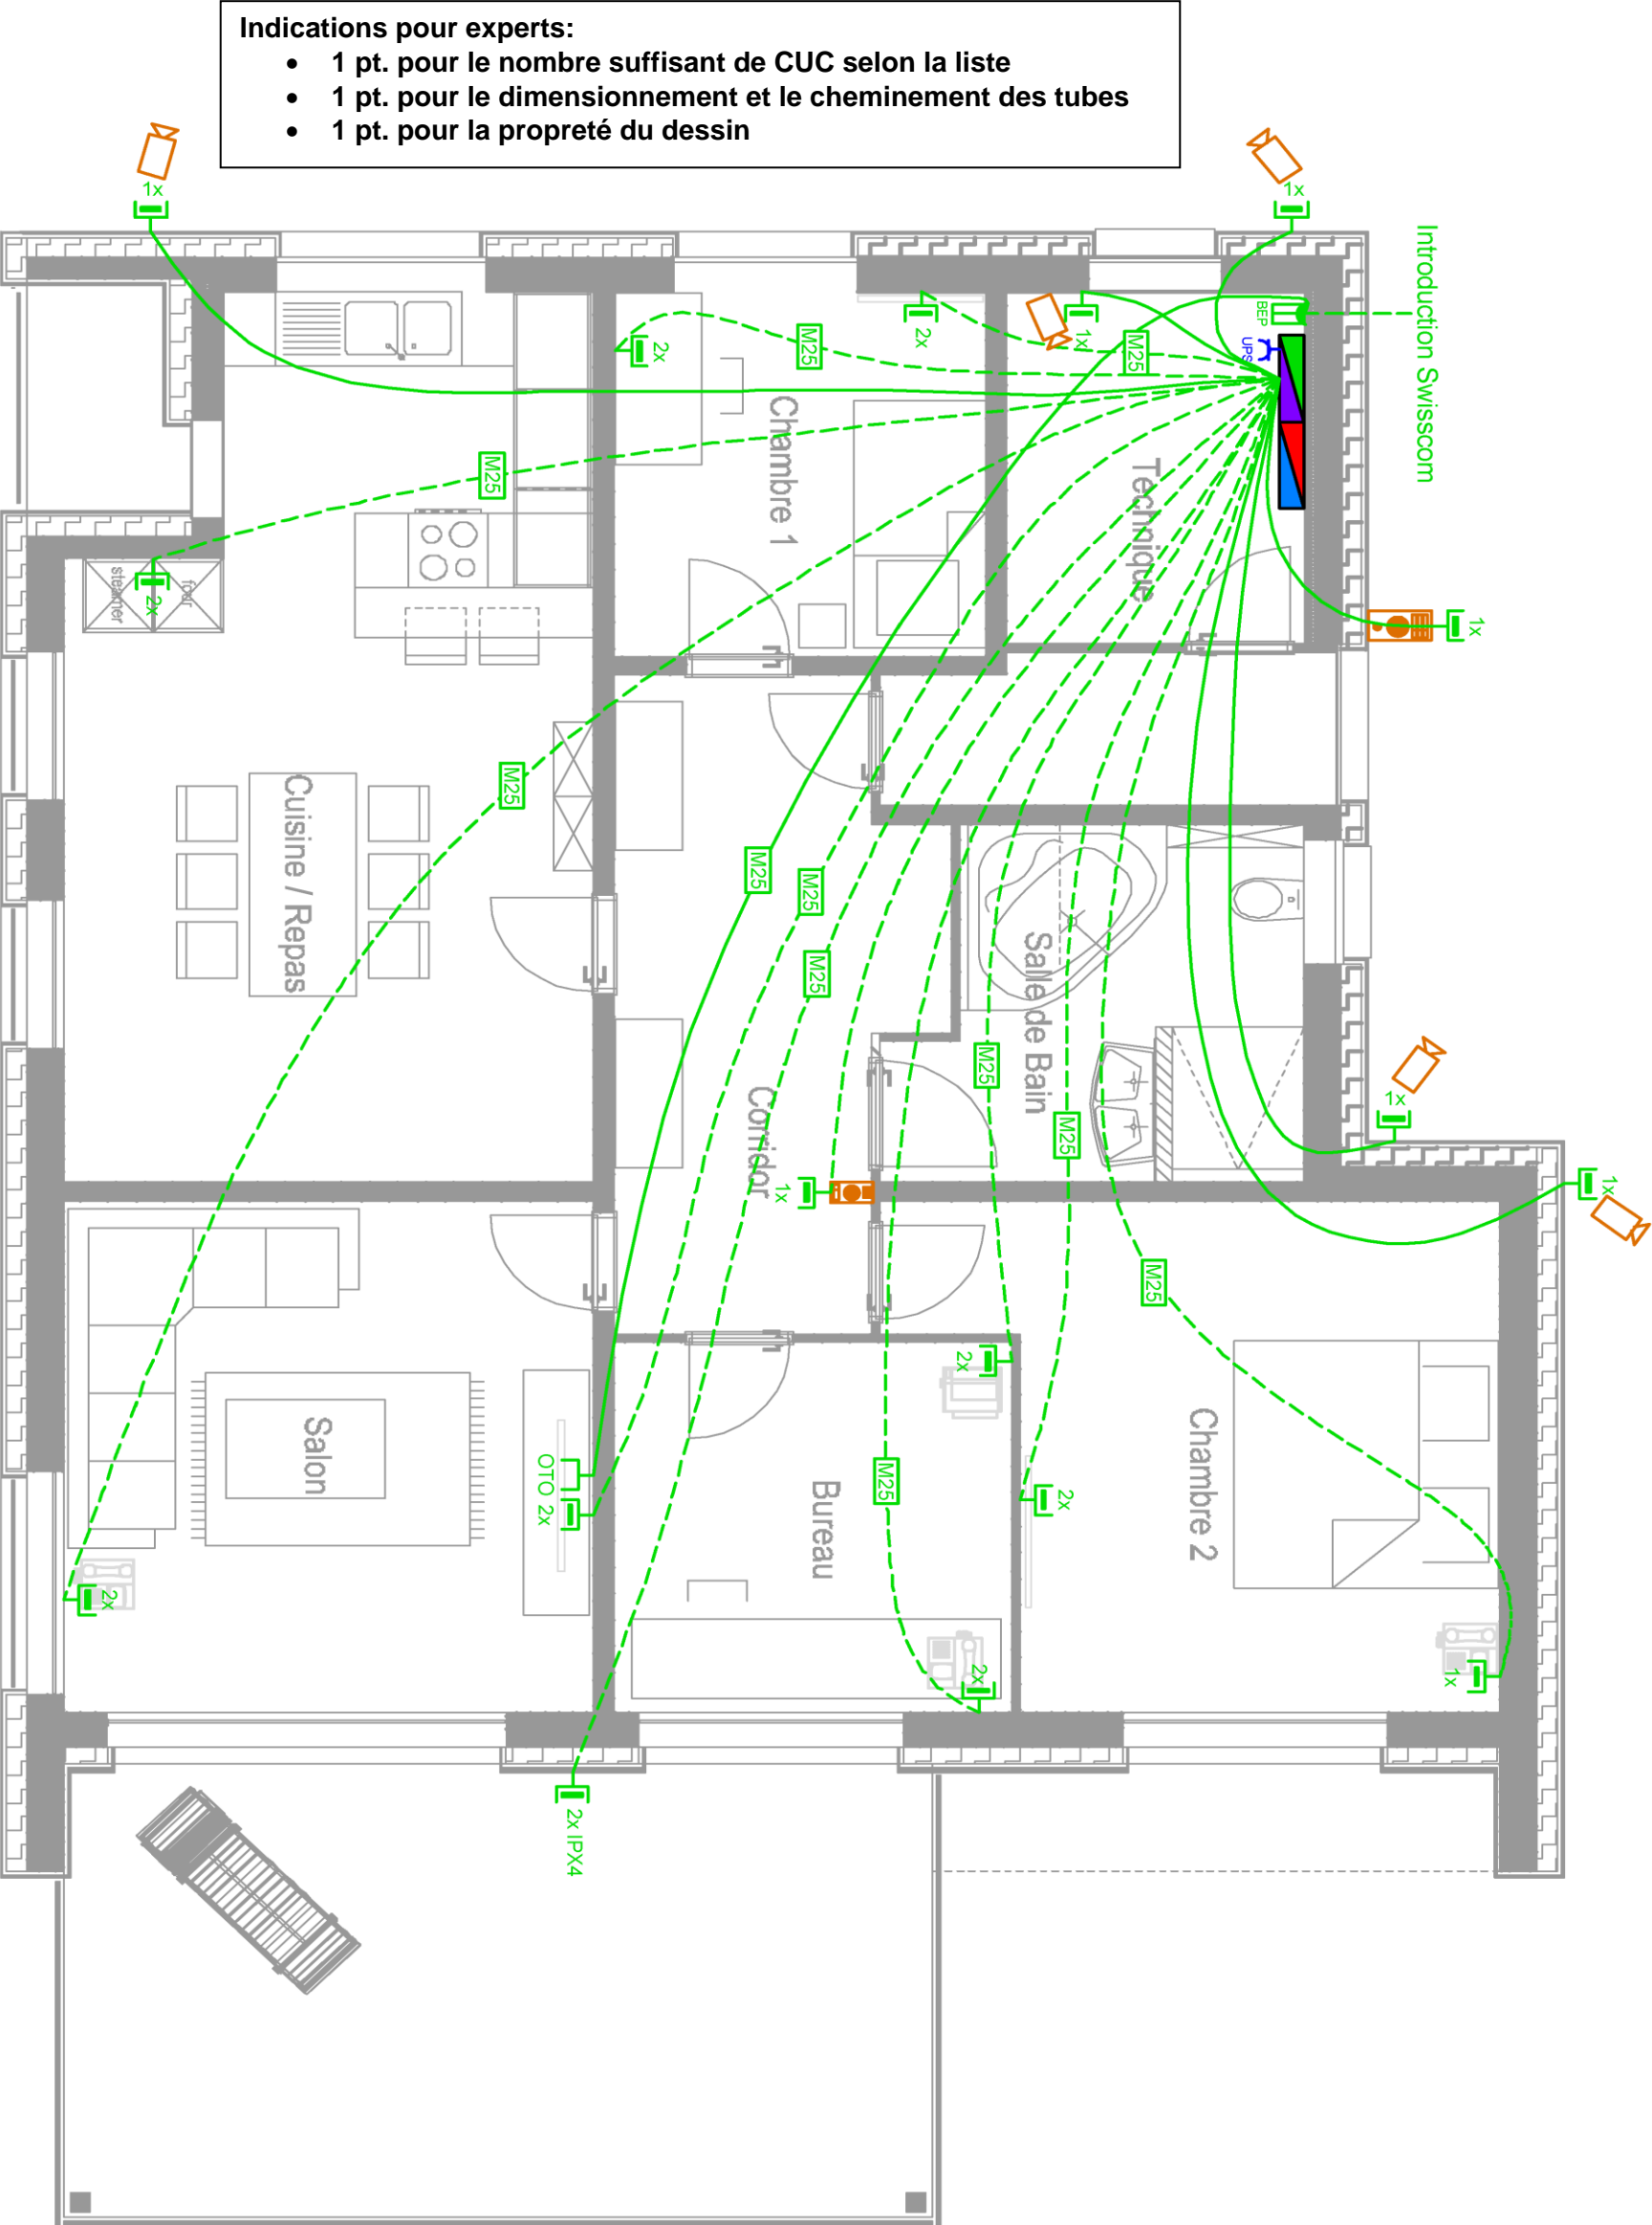 Indications pour experts:
• 1 pt. pour le nombre suffisant de CUC selon la liste
• 1 pt. pour le dimensionnement et le cheminement des tubes
• 1 pt. pour la propreté du dessin
1x
1x
Introduction Swisscom
BEP
UPS
1x
2x
M25
M25
2x
Chambre 1
Technique
M25
four
steamer
2x
1x
M25
Cuisine / Repas
M25
M25
M25
Salle de Bain
M25
M25
Corridor
1x
1x
1x
M25
2x
Salon
OTO 2x
Bureau
M25
2x
Chambre 2
2x
2x
1x
2x IPX4